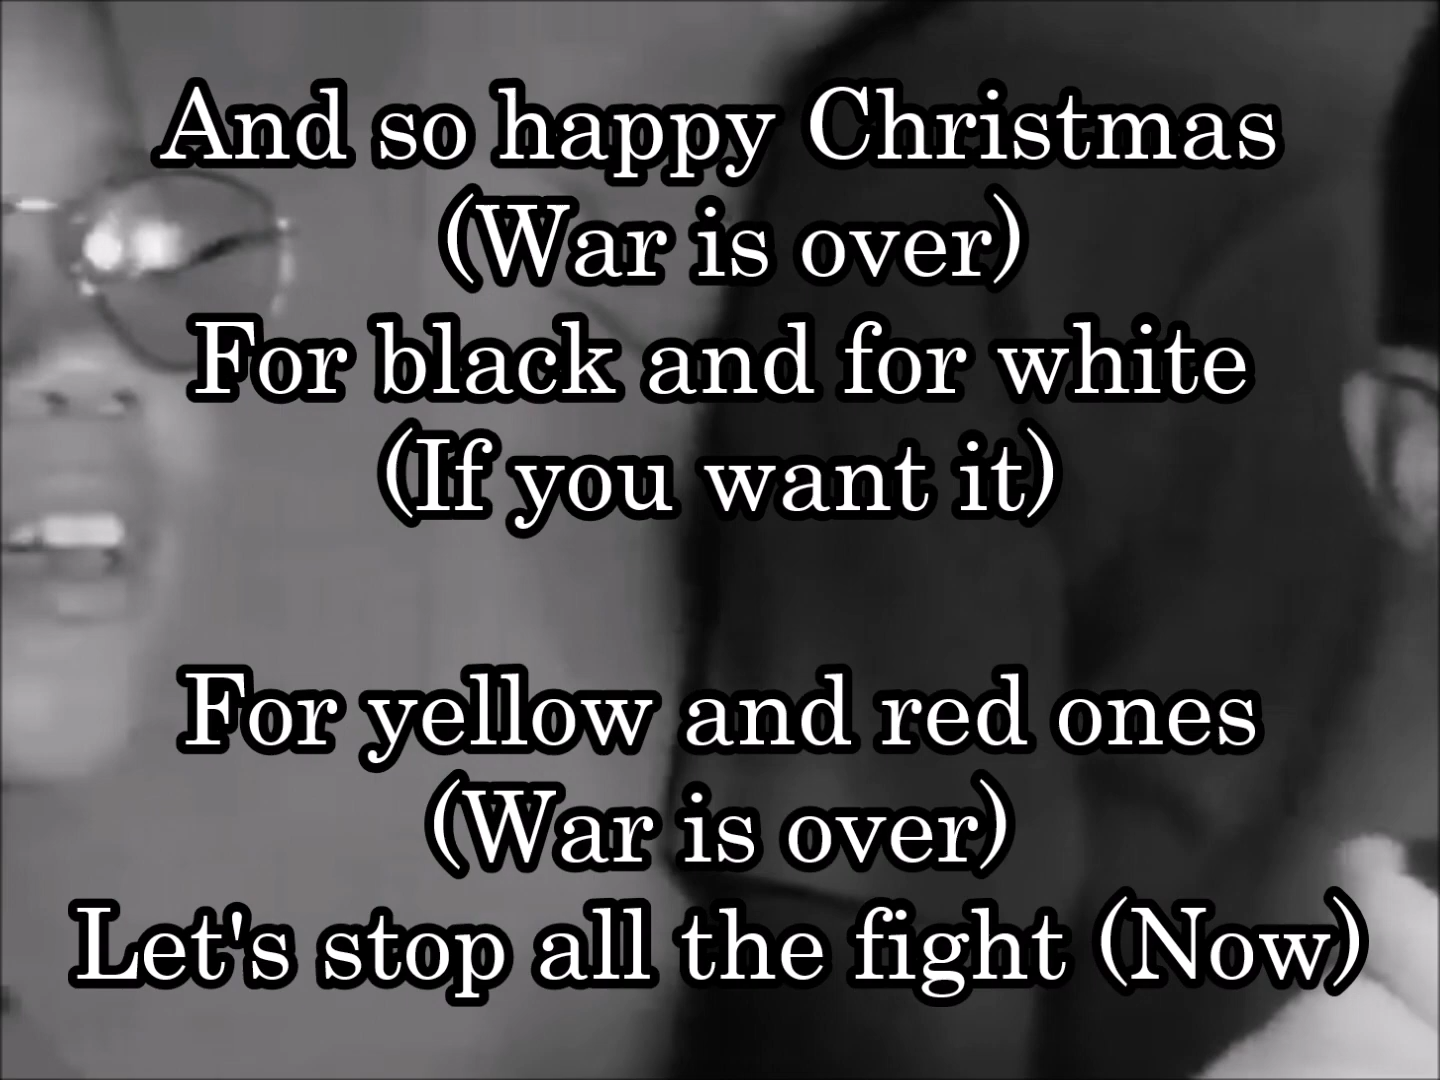 And so happy Christmas
(War is over)
For black and for white
(If you want it)
For yellow and red ones
(War is over)
Let's stop all the fight (Now)